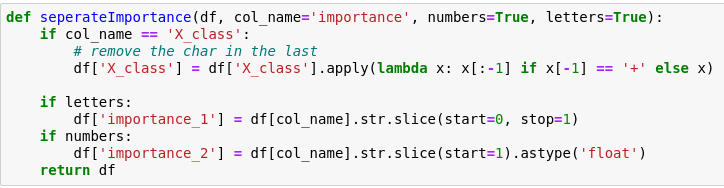 def seperateImportance(df, col_name='importance', numbers=True, letters=True):
    if col_name == 'X_class':
        # remove the char in the last
        df['X_class'] = df['X_class'].apply(lambda x: x[:-1] if x[-1] == '+' else x)

    if letters:
        df['importance_1'] = df[col_name].str.slice(start=0, stop=1)
    if numbers:
        df['importance_2'] = df[col_name].str.slice(start=1).astype('float')
    return df